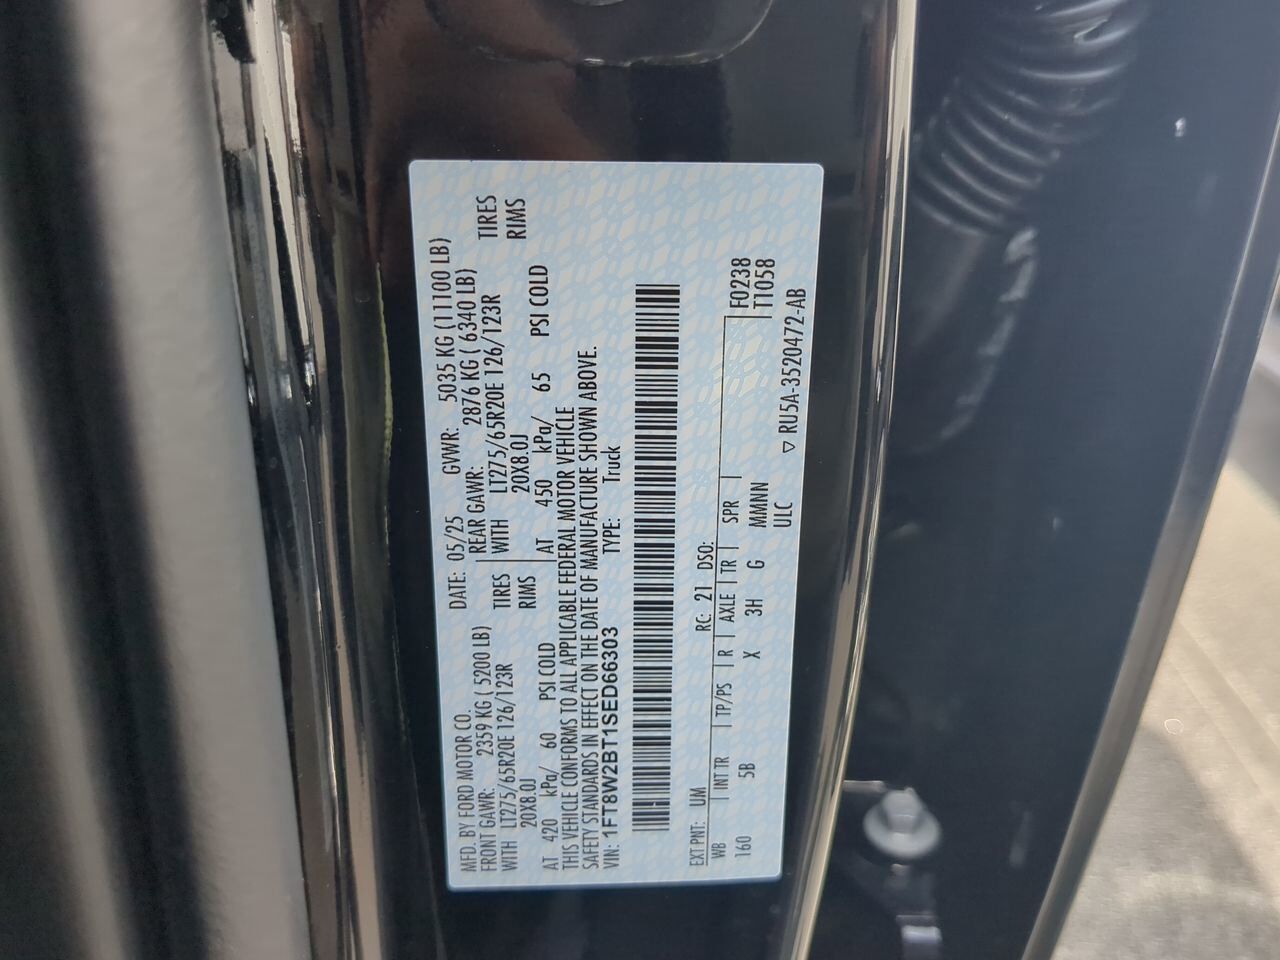 MFD. BY FORD MOTOR CO.
DATE: 05/25 GVWR: 5035 KG (11100 LB)
FRONT GAWR: 2359 KG ( 5200 LB)
REAR GAWR: 2876 KG ( 6340 LB)
WITH LT275/65R20E 126/123R TIRES
WITH LT275/65R20E 126/123R TIRES
20X8.0J RIMS
20X8.0J RIMS
AT 420 kPa/ 60 PSI COLD
AT 450 kPa/ 65 PSI COLD
THIS VEHICLE CONFORMS TO ALL APPLICABLE FEDERAL MOTOR VEHICLE
SAFETY STANDARDS IN EFFECT ON THE DATE OF MANUFACTURE SHOWN ABOVE.
VIN: 1FT8W2BT1SED66303 TYPE: Truck
EXT PNT: UM RC: 21 DSO:
WB INT TR TP/PS R AXLE TR SPR F0238
160 5B X 3H G MMMNN T1058
ULC
▽ RU5A-3520472-AB